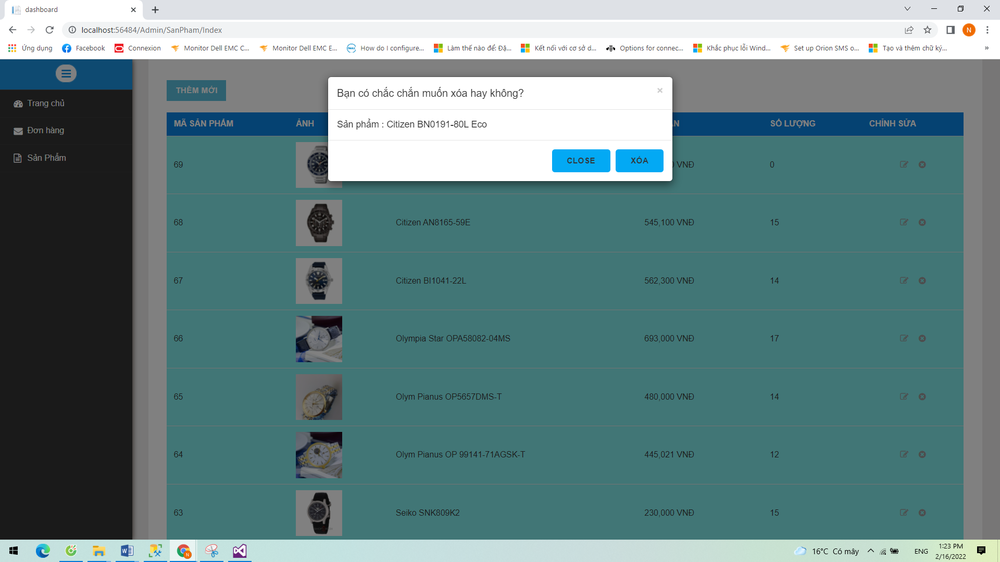 dashboard
localhost:56484/Admin/SanPham/Index
N
Ứng dụng
Facebook
Connexion
Monitor Dell EMC C...
Monitor Dell EMC E...
How do I configure...
Làm thế nào để: Đặ...
Kết nối với cơ sở d...
Options for connec...
Khắc phục lỗi Wind...
Set up Orion SMS o...
Tạo và thêm chữ ký...
»
Trang chủ
Đơn hàng
Sản Phẩm
THÊM MỚI
Bạn có chắc chắn muốn xóa hay không?
×
Sản phẩm : Citizen BN0191-80L Eco
CLOSE
XÓA
MÃ SẢN PHẨM
ẢNH
SỐ LƯỢNG
CHỈNH SỬA
69
VNĐ
0
68
Citizen AN8165-59E
545,100 VNĐ
15
67
Citizen BI1041-22L
562,300 VNĐ
14
66
Olympia Star OPA58082-04MS
693,000 VNĐ
17
65
Olym Pianus OP5657DMS-T
480,000 VNĐ
14
64
Olym Pianus OP 99141-71AGSK-T
445,021 VNĐ
12
63
Seiko SNK809K2
230,000 VNĐ
15
16°C Có mây
ENG
1:23 PM
2/16/2022